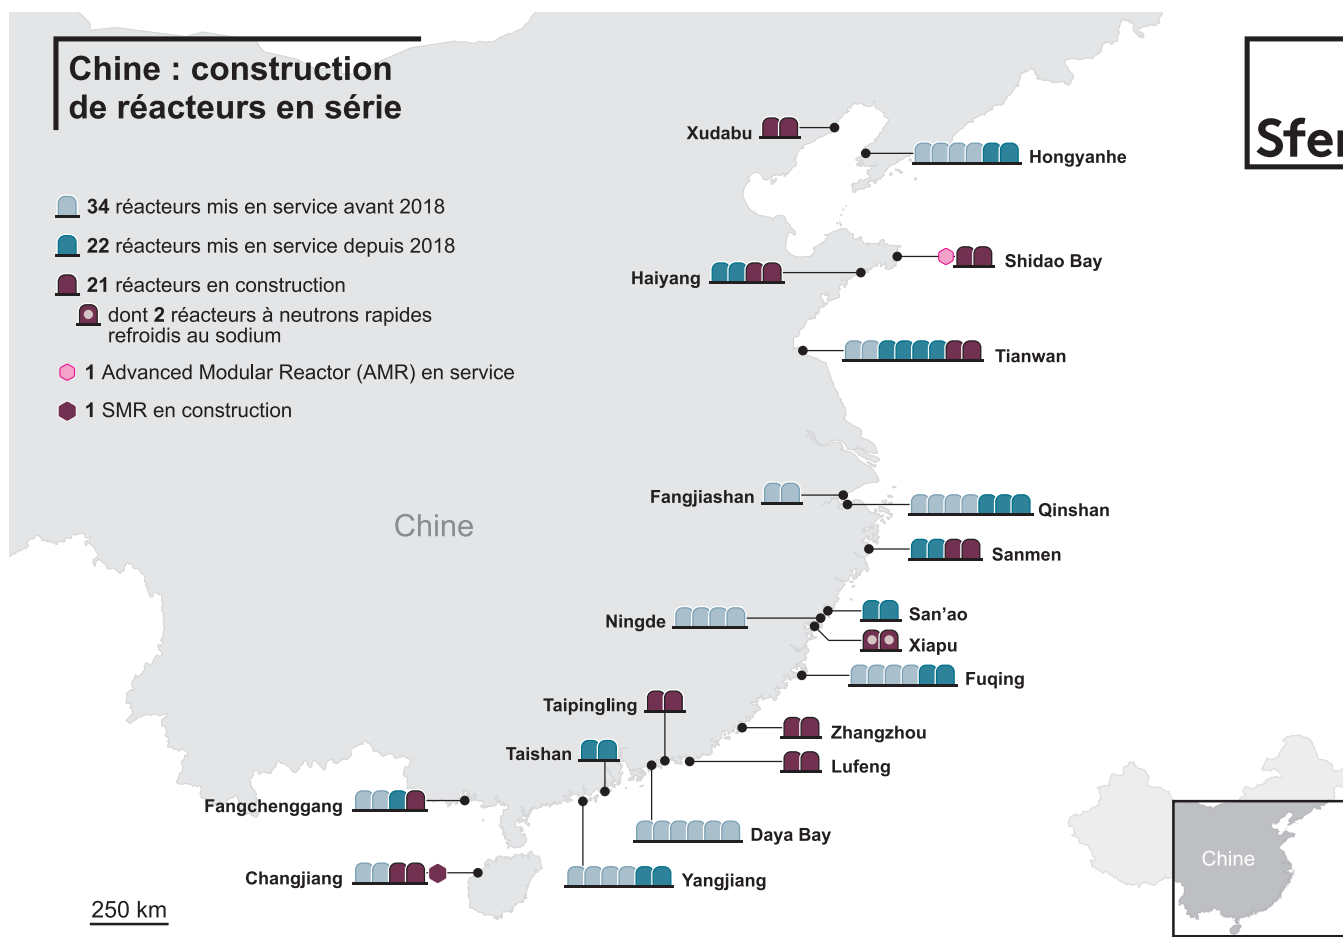 Chine : construction
de réacteurs en série
34 réacteurs mis en service avant 2018
22 réacteurs mis en service depuis 2018
21 réacteurs en construction
dont 2 réacteurs à neutrons rapides
refroidis au sodium
1 Advanced Modular Reactor (AMR) en service
1 SMR en construction
Sfen
Xudabu
Hongyanhe
Shidao Bay
Haiyang
Tianwan
Fangjiashan
Qinshan
Chine
Sanmen
Ningde
San’ao
Xiapu
Fuqing
Taipingling
Zhangzhou
Taishan
Lufeng
Fangchenggang
Daya Bay
Changjiang
Yangjiang
Chine
250 km